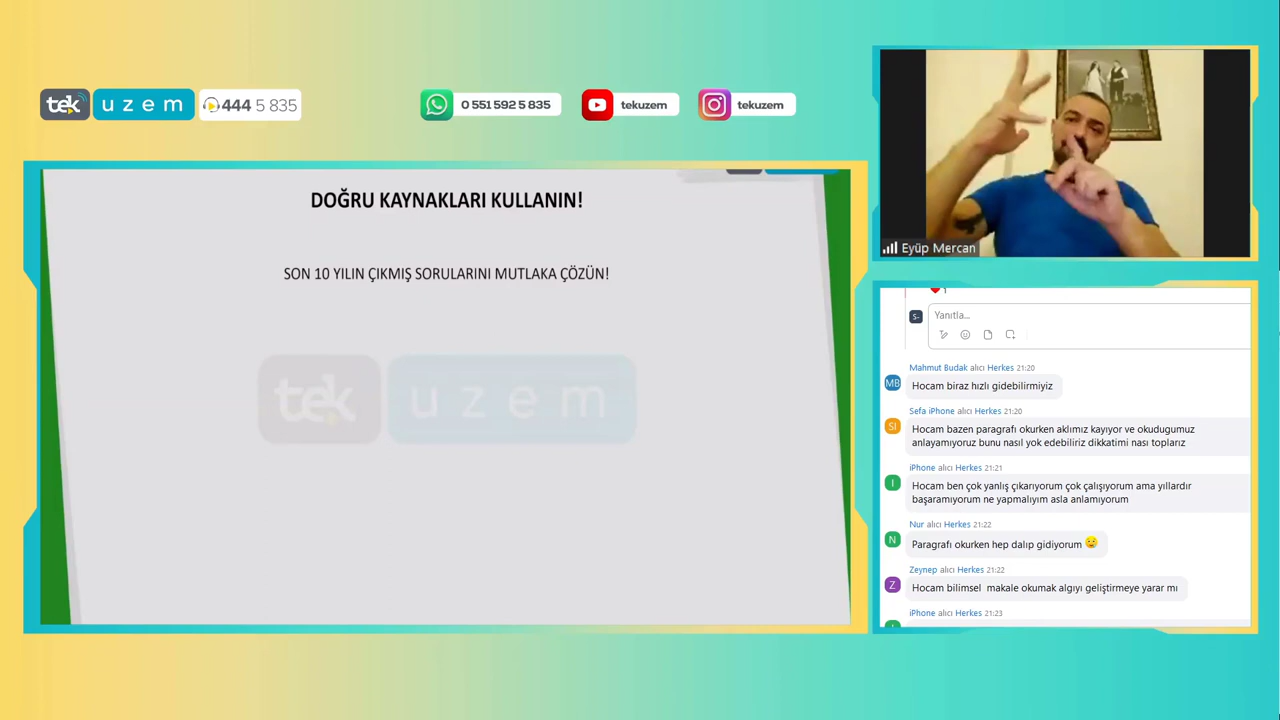 tek uzem 444 5 835
0 551 592 5 835
tekuzem
tekuzem
DOĞRU KAYNAKLARI KULLANIN!
SON 10 YILIN ÇIKMIŞ SORULARINI MUTLAKA ÇÖZÜN!
tek uzem
Eyüp Mercan
1
S-
Yanıtla...
Mahmut Budak alıcı Herkes 21:20
MB
Hocam biraz hızlı gidebilirmiyiz
Sefa iPhone alıcı Herkes 21:20
SI
Hocam bazen paragrafı okurken aklımız kayıyor ve okudugumuz
anlayamıyoruz bunu nasıl yok edebiliriz dikkatimi nası toplarız
iPhone alıcı Herkes 21:21
I
Hocam ben çok yanlış çıkarıyorum çok çalışıyorum ama yıllardır
başaramıyorum ne yapmalıyım asla anlamıyorum
Nur alıcı Herkes 21:22
N
Paragrafı okurken hep dalıp gidiyorum
Zeynep alıcı Herkes 21:22
Z
Hocam bilimsel makale okumak algıyı geliştirmeye yarar mı
iPhone alıcı Herkes 21:23